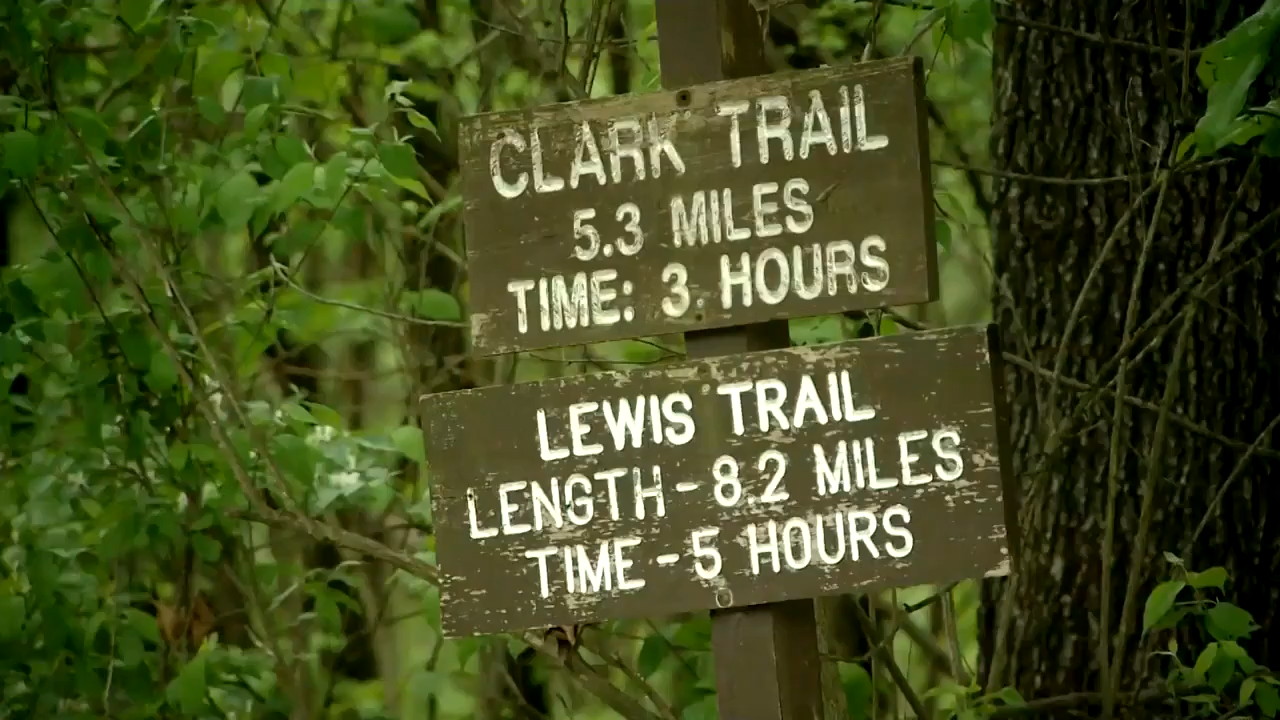 CLARK TRAIL
5.3 MILES
TIME: 3 HOURS
LEWIS TRAIL
LENGTH - 8.2 MILES
TIME - 5 HOURS